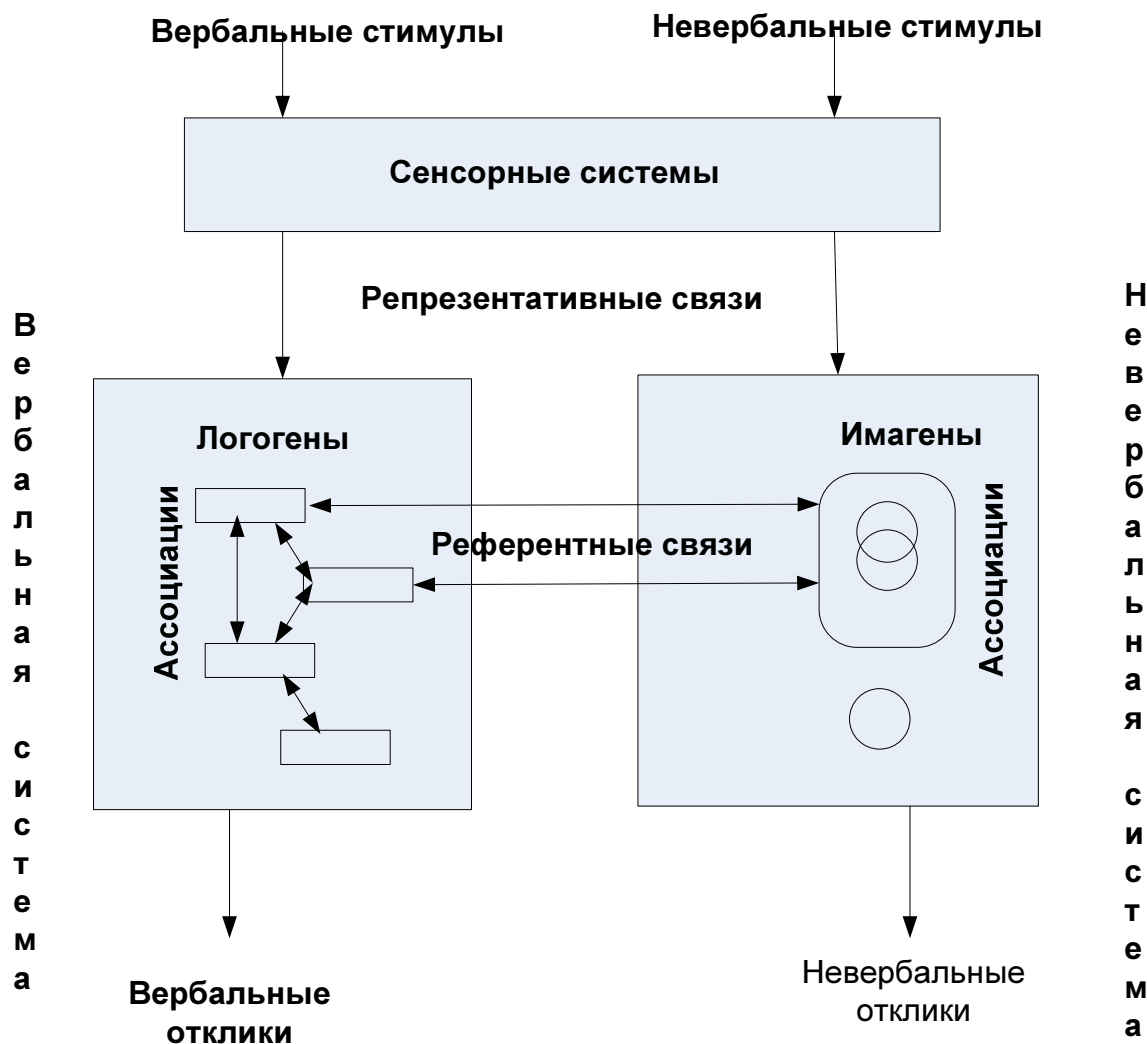 Вербальные стимулы
Невербальные стимулы
Сенсорные системы
Репрезентативные связи
Вербальная система
Невербальная система
Логогены
Имагены
Ассоциации
Референтные связи
Ассоциации
Вербальные
отклики
Невербальные
отклики